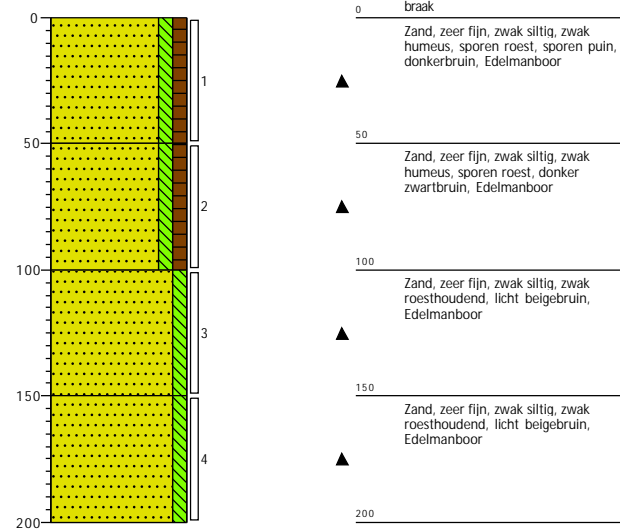 0
1
50
2
100
3
150
4
200
0
braak
Zand, zeer fijn, zwak siltig, zwak
humeus, sporen roest, sporen puin,
donkerbruin, Edelmanboor
50
Zand, zeer fijn, zwak siltig, zwak
humeus, sporen roest, donker
zwartbruin, Edelmanboor
100
Zand, zeer fijn, zwak siltig, zwak
roesthoudend, licht beigebruin,
Edelmanboor
150
Zand, zeer fijn, zwak siltig, zwak
roesthoudend, licht beigebruin,
Edelmanboor
200